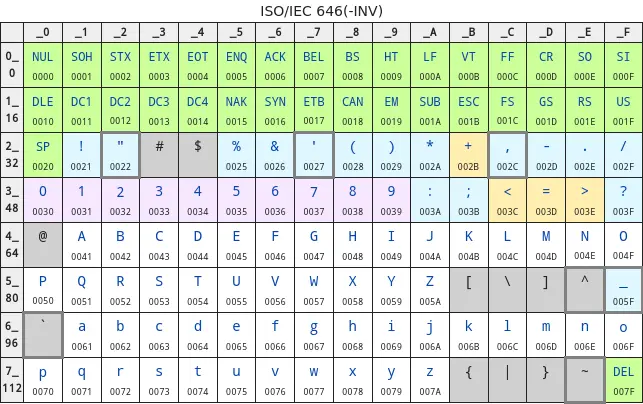 ISO/IEC 646(-INV)
_0 _1 _2 _3 _4 _5 _6 _7 _8 _9 _A _B _C _D _E _F
0_ NUL SOH STX ETX EOT ENQ ACK BEL BS HT LF VT FF CR SO SI
0 0000 0001 0002 0003 0004 0005 0006 0007 0008 0009 000A 000B 000C 000D 000E 000F
1_ DLE DC1 DC2 DC3 DC4 NAK SYN ETB CAN EM SUB ESC FS GS RS US
16 0010 0011 0012 0013 0014 0015 0016 0017 0018 0019 001A 001B 001C 001D 001E 001F
2_ SP ! " # $ % & ' ( ) * + , - . /
32 0020 0021 0022 0025 0026 0027 0028 0029 002A 002B 002C 002D 002E 002F
3_ 0 1 2 3 4 5 6 7 8 9 : ; < = > ?
48 0030 0031 0032 0033 0034 0035 0036 0037 0038 0039 003A 003B 003C 003D 003E 003F
4_ @ A B C D E F G H I J K L M N O
64 0041 0042 0043 0044 0045 0046 0047 0048 0049 004A 004B 004C 004D 004E 004F
5_ P Q R S T U V W X Y Z [ \ ] ^ _
80 0050 0051 0052 0053 0054 0055 0056 0057 0058 0059 005A 005F
6_ ` a b c d e f g h i j k l m n o
96 0061 0062 0063 0064 0065 0066 0067 0068 0069 006A 006B 006C 006D 006E 006F
7_ p q r s t u v w x y z { | } ~ DEL
112 0070 0071 0072 0073 0074 0075 0076 0077 0078 0079 007A 007F